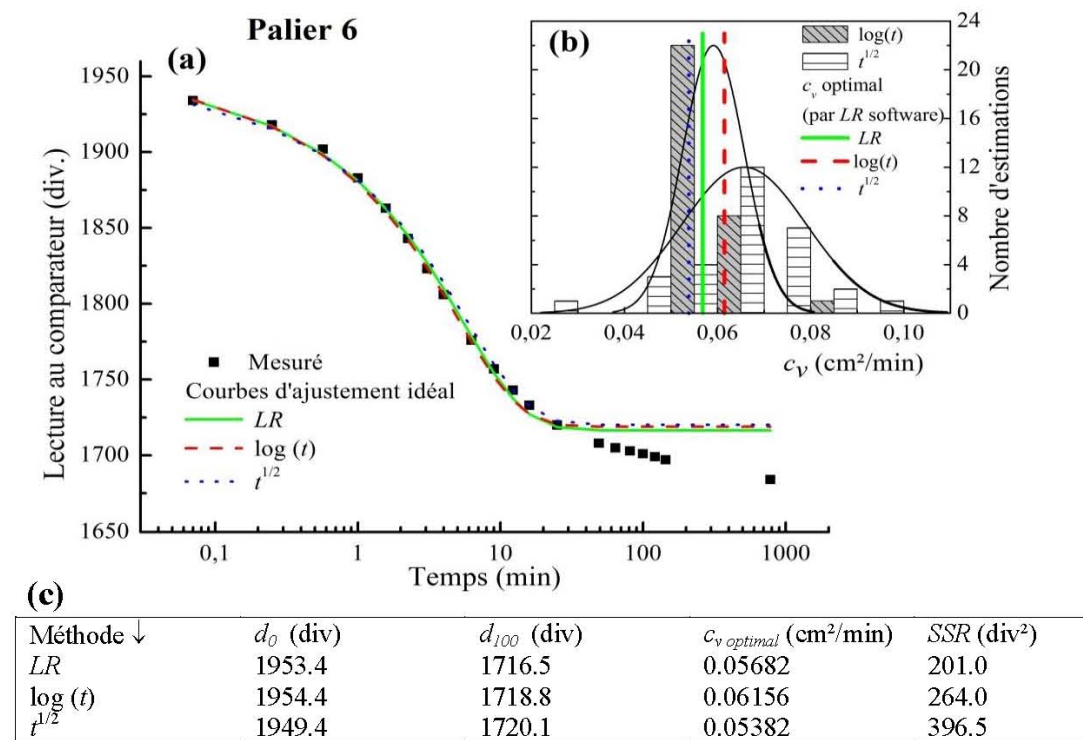 Palier 6
(a)
1950
1900
1850
1800
1750
1700
1650
Lecture au comparateur (div.)
Mesuré
Courbes d'ajustement idéal
LR
log (t)
t^1/2
0,1
1
10
100
1000
Temps (min)
(b)
log(t)
t^1/2
c_v optimal
(par LR software)
LR
log(t)
t^1/2
24
20
16
12
8
4
0
Nombre d'estimations
0,02
0,04
0,06
0,08
0,10
c_v (cm²/min)
(c)
Méthode ↓ d_0 (div) d_100 (div) c_v optimal (cm²/min) SSR (div²)
LR 1953.4 1716.5 0.05682 201.0
log (t) 1954.4 1718.8 0.06156 264.0
t^1/2 1949.4 1720.1 0.05382 396.5